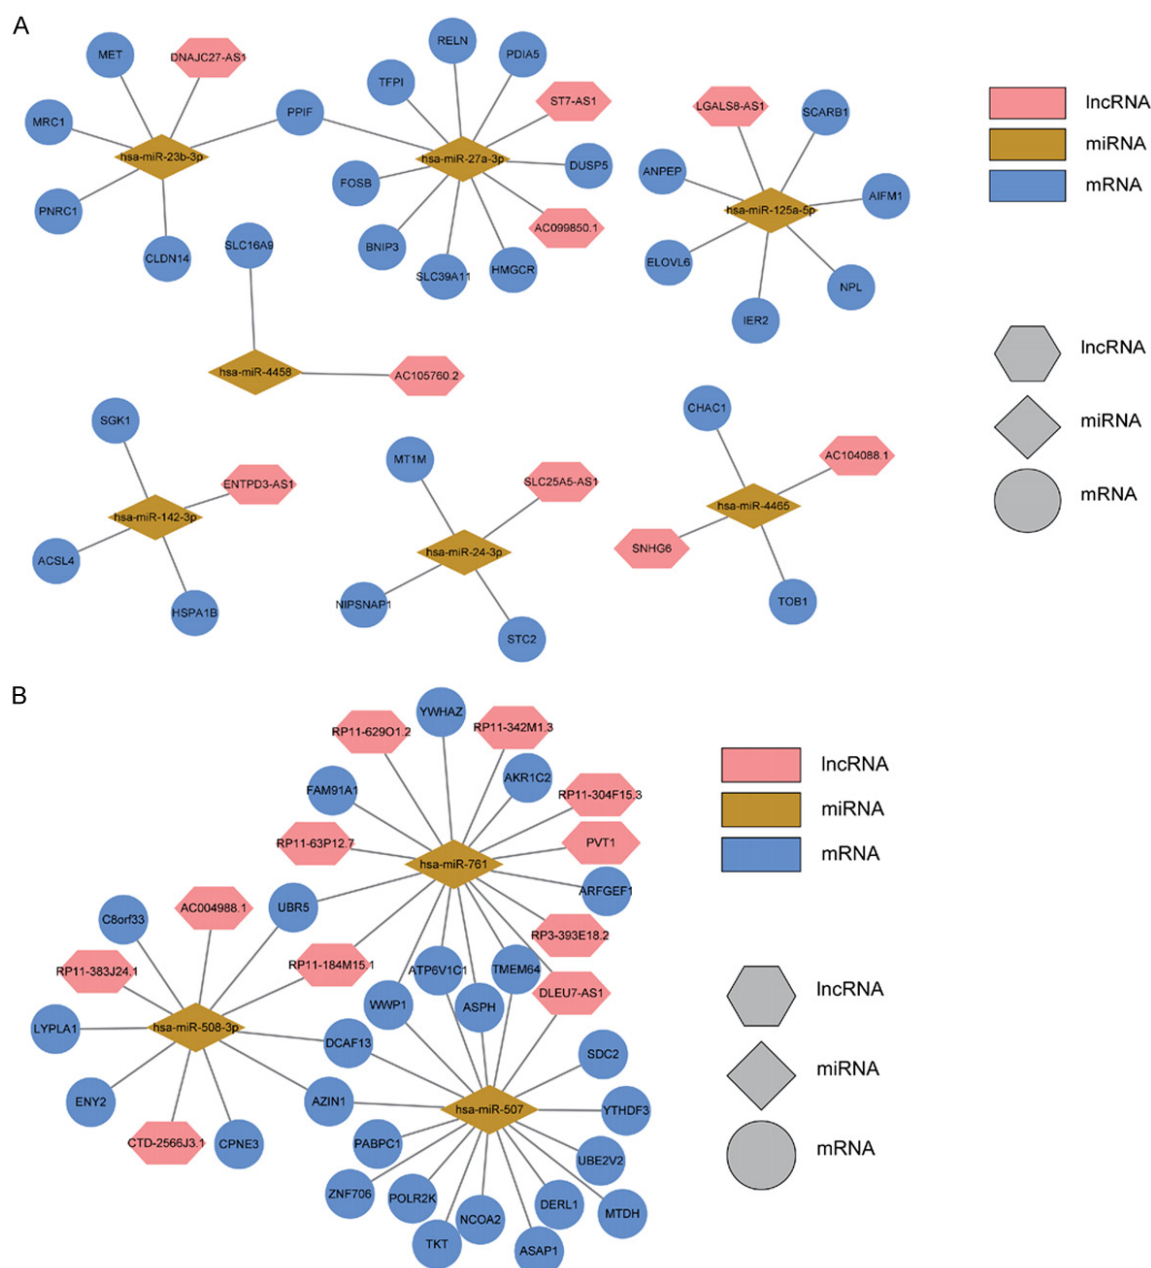 A
MET
DNAJC27-AS1
MRC1
PPIF
hsa-miR-23b-3p
PNRC1
CLDN14
RELN
PDIA5
TFPI
ST7-AS1
hsa-miR-27a-3p
DUSP5
FOSB
AC099850.1
BNIP3
SLC39A11
HMGCR
LGALS8-AS1
SCARB1
ANPEP
AIFM1
hsa-miR-125a-5p
ELOVL6
NPL
IER2
lncRNA
miRNA
mRNA
SLC16A9
hsa-miR-4458
AC105760.2
lncRNA
miRNA
mRNA
SGK1
ENTPD3-AS1
hsa-miR-142-3p
ACSL4
HSPA1B
MT1M
SLC25A5-AS1
hsa-miR-24-3p
NIPSNAP1
STC2
CHAC1
AC104088.1
hsa-miR-4465
SNHG6
TOB1
B
YWHAZ
RP11-629O1.2
RP11-342M1.3
AKR1C2
FAM91A1
RP11-304F15.3
RP11-63P12.7
PVT1
hsa-miR-761
ARFGEF1
UBR5
AC004988.1
C8orf33
RP3-393E18.2
RP11-383J24.1
RP11-184M15.1
ATP6V1C1
TMEM64
DLEU7-AS1
WWP1
ASPH
LYPLA1
hsa-miR-508-3p
DCAF13
SDC2
ENY2
AZIN1
hsa-miR-507
YTHDF3
CTD-2566J3.1
CPNE3
PABPC1
UBE2V2
ZNF706
POLR2K
DERL1
MTDH
NCOA2
TKT
ASAP1
lncRNA
miRNA
mRNA
lncRNA
miRNA
mRNA